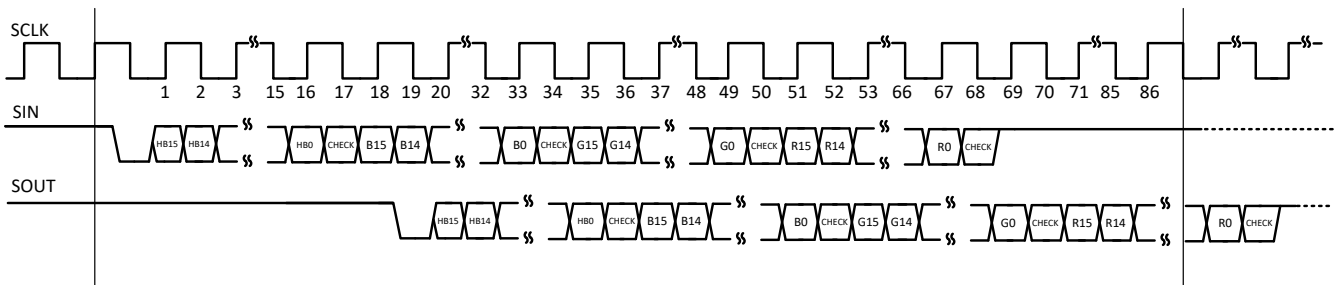 SCLK
1 2 3 15 16 17 18 19 20 32 33 34 35 36 37 48 49 50 51 52 53 66 67 68 69 70 71 85 86
SIN
HB15 HB14 HB0 CHECK B15 B14 B0 CHECK G15 G14 G0 CHECK R15 R14 R0 CHECK
SOUT
HB15 HB14 HB0 CHECK B15 B14 B0 CHECK G15 G14 G0 CHECK R15 R14 R0 CHECK